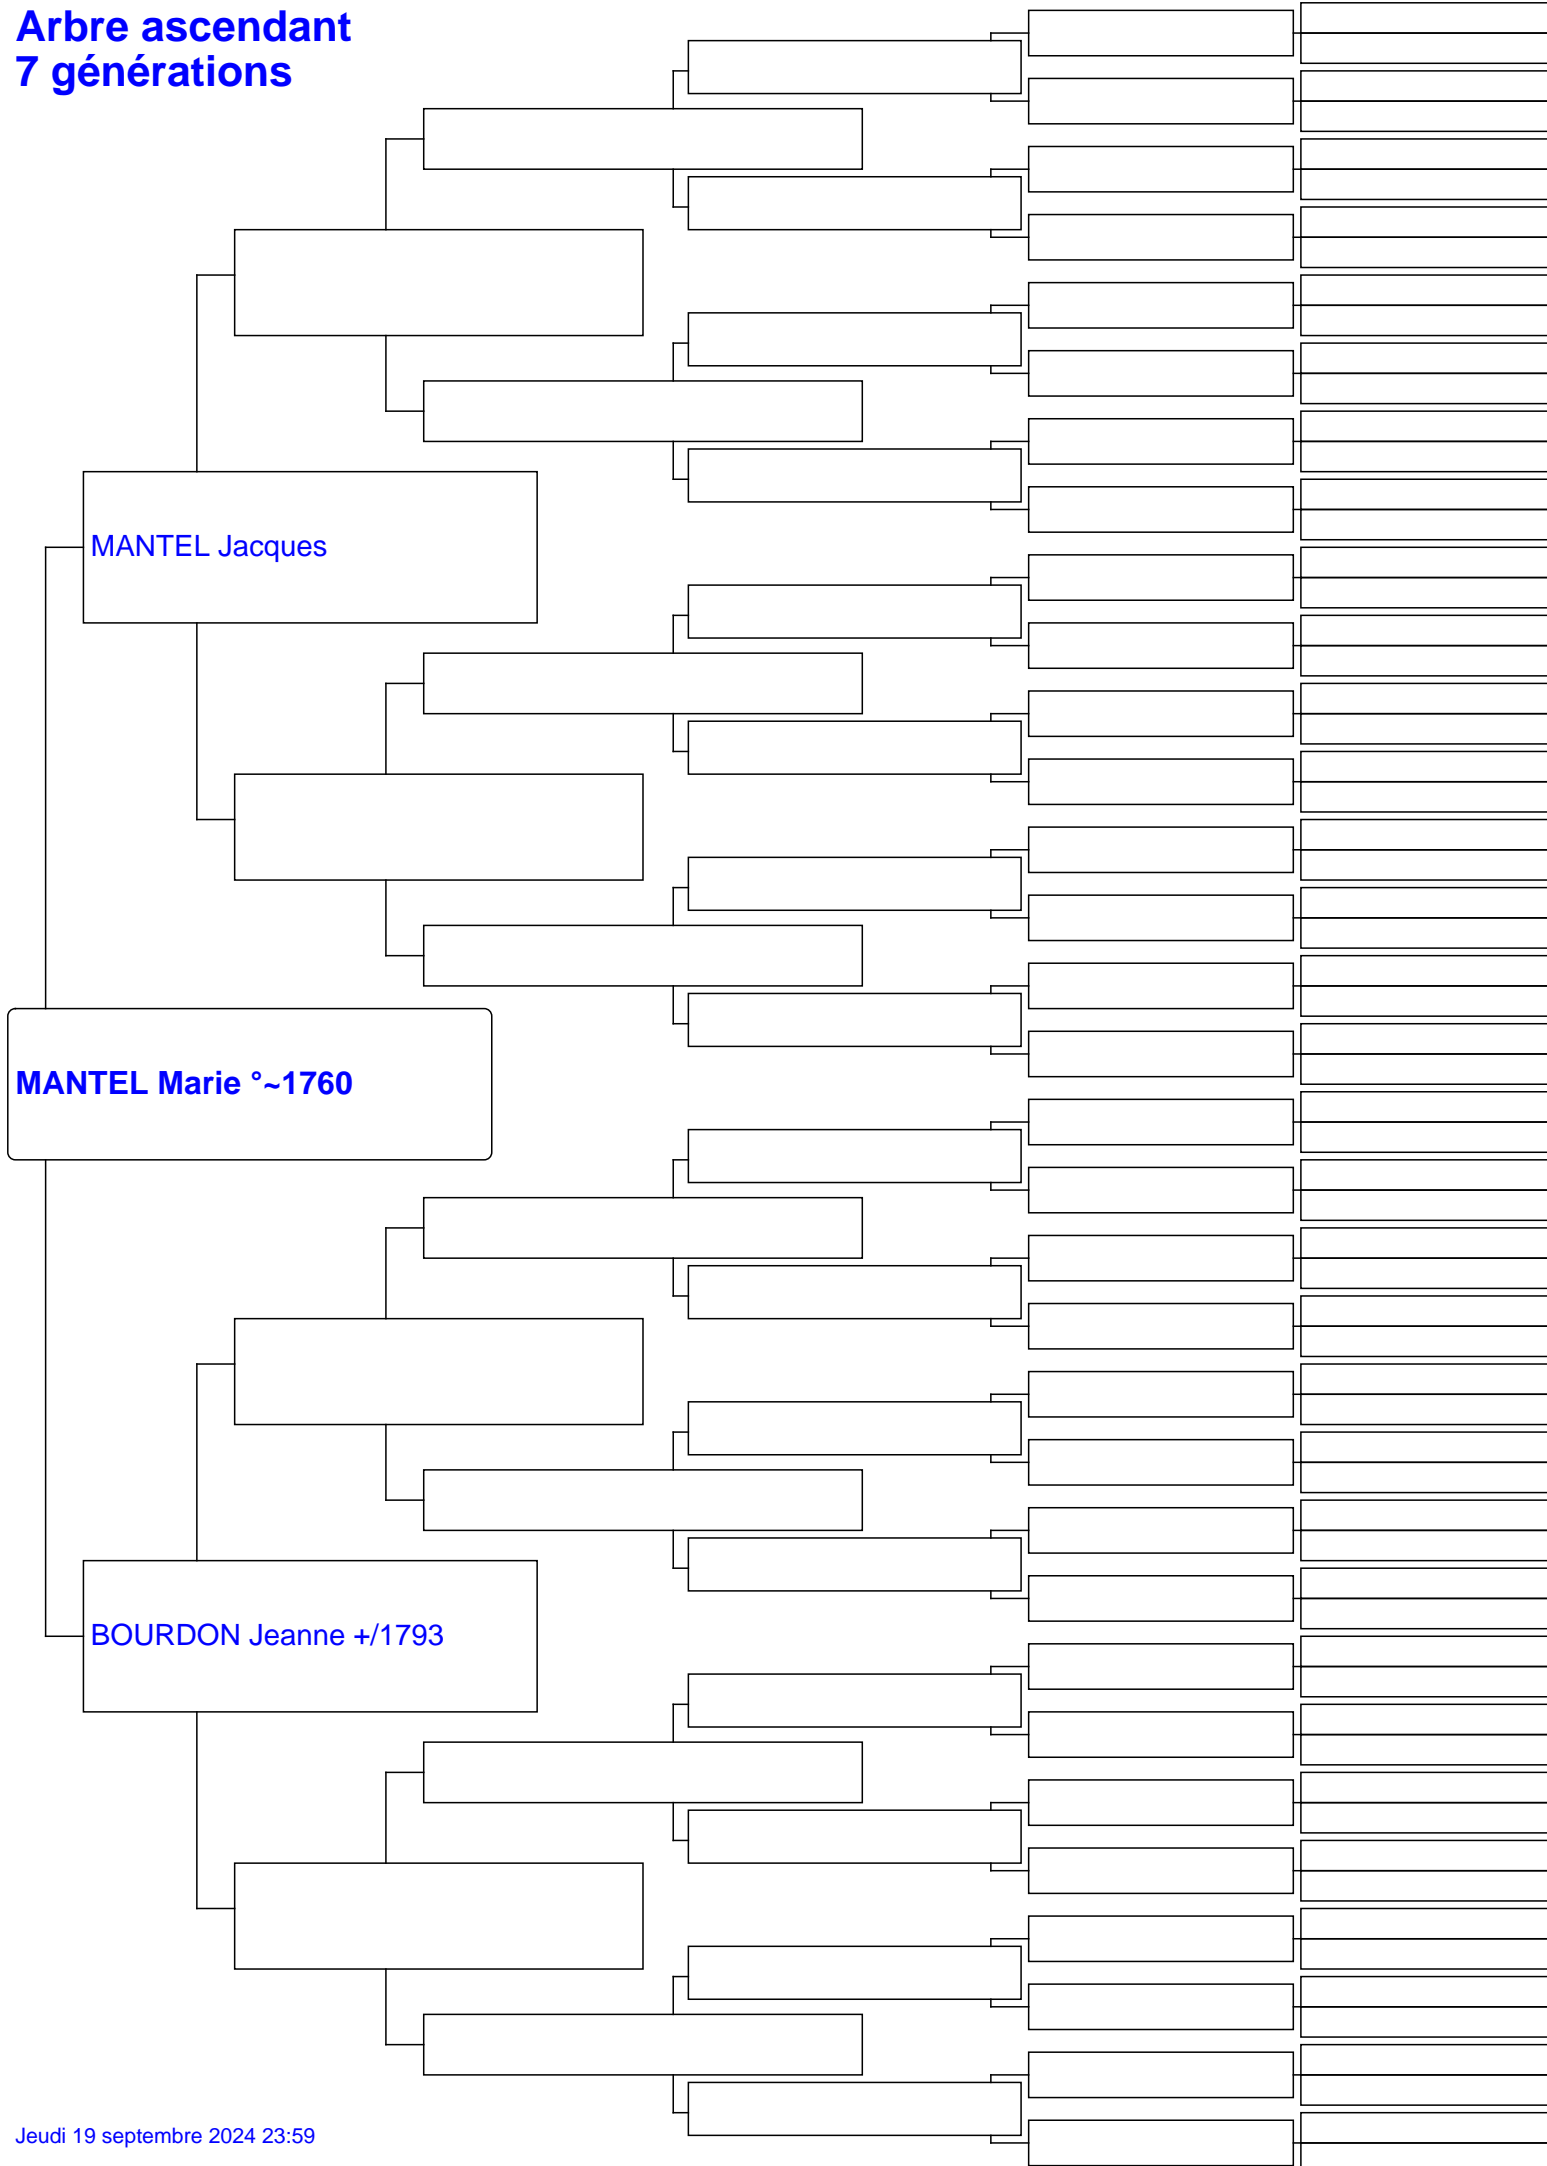 Arbre ascendant
7 générations
MANTEL Jacques
MANTEL Marie °~1760
BOURDON Jeanne +/1793
Jeudi 19 septembre 2024 23:59